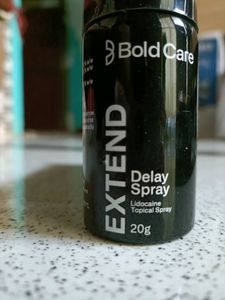 Bold Care
EXTEND
Delay
Spray
Lidocaine
Topical Spray
20g